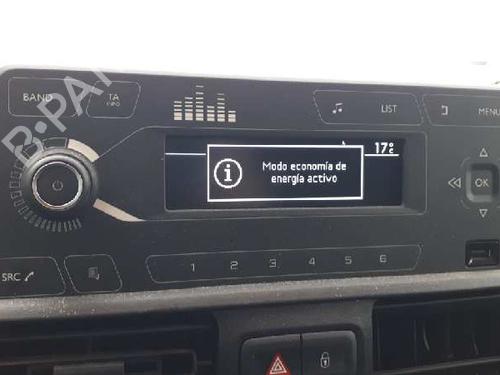 BAND
TA
INFO
LIST
MENU
17°C
i
Modo economía de
energía activo
OK
SRC
1 2 3 4 5 6
B-PARTS